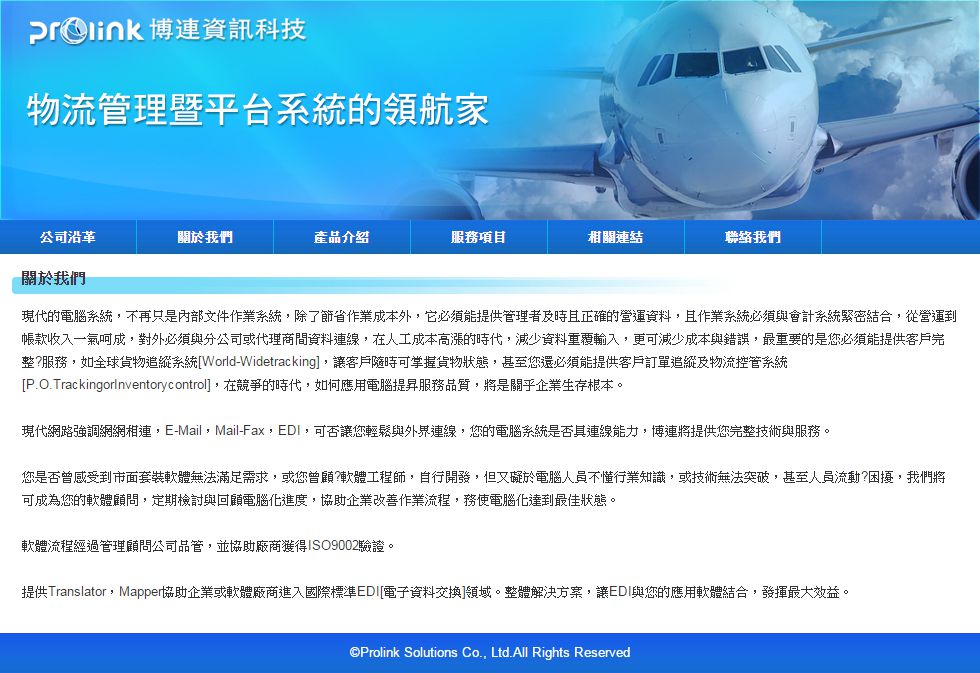 prolink 博連資訊科技
物流管理暨平台系統的領航家
公司沿革 關於我們 產品介紹 服務項目 相關連結 聯絡我們
關於我們
現代的電腦系統，不再只是內部文件作業系統，除了節省作業成本外，它必須能提供管理者及時且正確的營運資料，且作業系統必須與會計系統緊密結合，從營運到
帳款收入一氣呵成，對外必須與分公司或代理商間資料連線，在人工成本高漲的時代，減少資料重覆輸入，更可減少成本與錯誤，最重要的是您必須能提供客戶完
整?服務，如全球貨物追縱系統[World-Widetracking]，讓客戶隨時可掌握貨物狀態，甚至您還必須能提供客戶訂單追縱及物流控管系統
[P.O.TrackingorInventorycontrol]，在競爭的時代，如何應用電腦提昇服務品質，將是關乎企業生存根本。
現代網路強調網網相連，E-Mail，Mail-Fax，EDI，可否讓您輕鬆與外界連線，您的電腦系統是否具連線能力，博連將提供您完整技術與服務。
您是否曾感受到市面套裝軟體無法滿足需求，或您曾顧?軟體工程師，自行開發，但又礙於電腦人員不懂行業知識，或技術無法突破，甚至人員流動?困擾，我們將
可成為您的軟體顧問，定期檢討與回顧電腦化進度，協助企業改善作業流程，務使電腦化達到最佳狀態。
軟體流程經過管理顧問公司品管，並協助廠商獲得ISO9002驗證。
提供Translator，Mapper協助企業或軟體廠商進入國際標準EDI[電子資料交換]領域。整體解決方案，讓EDI與您的應用軟體結合，發揮最大效益。
©Prolink Solutions Co., Ltd.All Rights Reserved